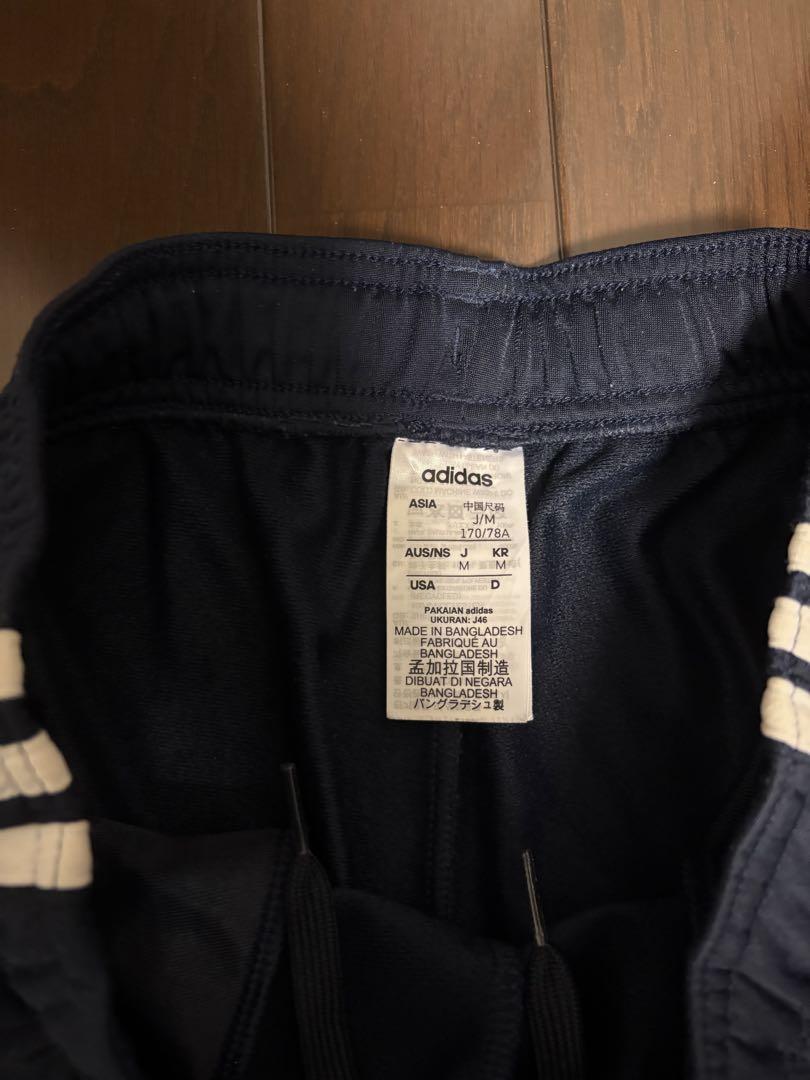 adidas
ASIA 中国尺码
J/M
170/78A
AUS/NS J KR
M M
USA D
PAKAIAN adidas
UKURAN: J46
MADE IN BANGLADESH
FABRIQUÉ AU
BANGLADESH
孟加拉国制造
DIBUAT DI NEGARA
BANGLADESH
バングラデシュ製